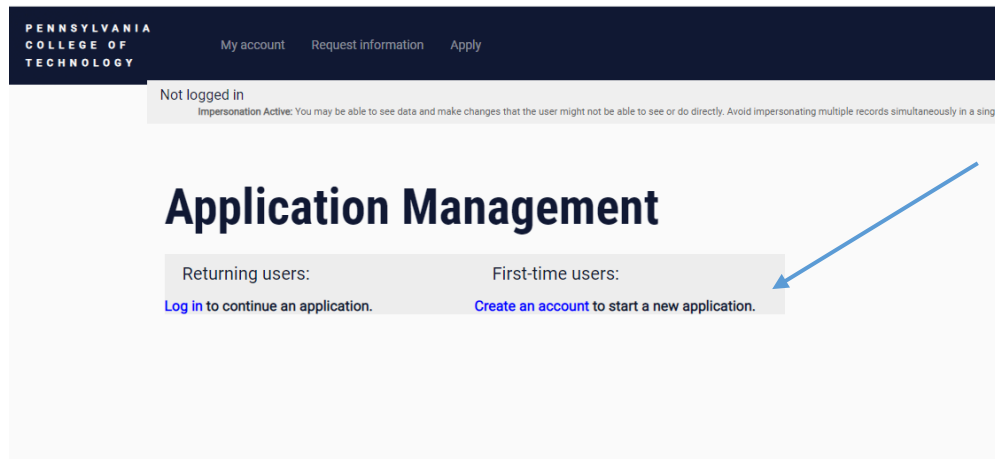 PENNSYLVANIA
COLLEGE OF
TECHNOLOGY
My account Request information Apply
Not logged in
Impersonation Active: You may be able to see data and make changes that the user might not be able to see or do directly. Avoid impersonating multiple records simultaneously in a sing
Application Management
Returning users: First-time users:
Log in to continue an application. Create an account to start a new application.